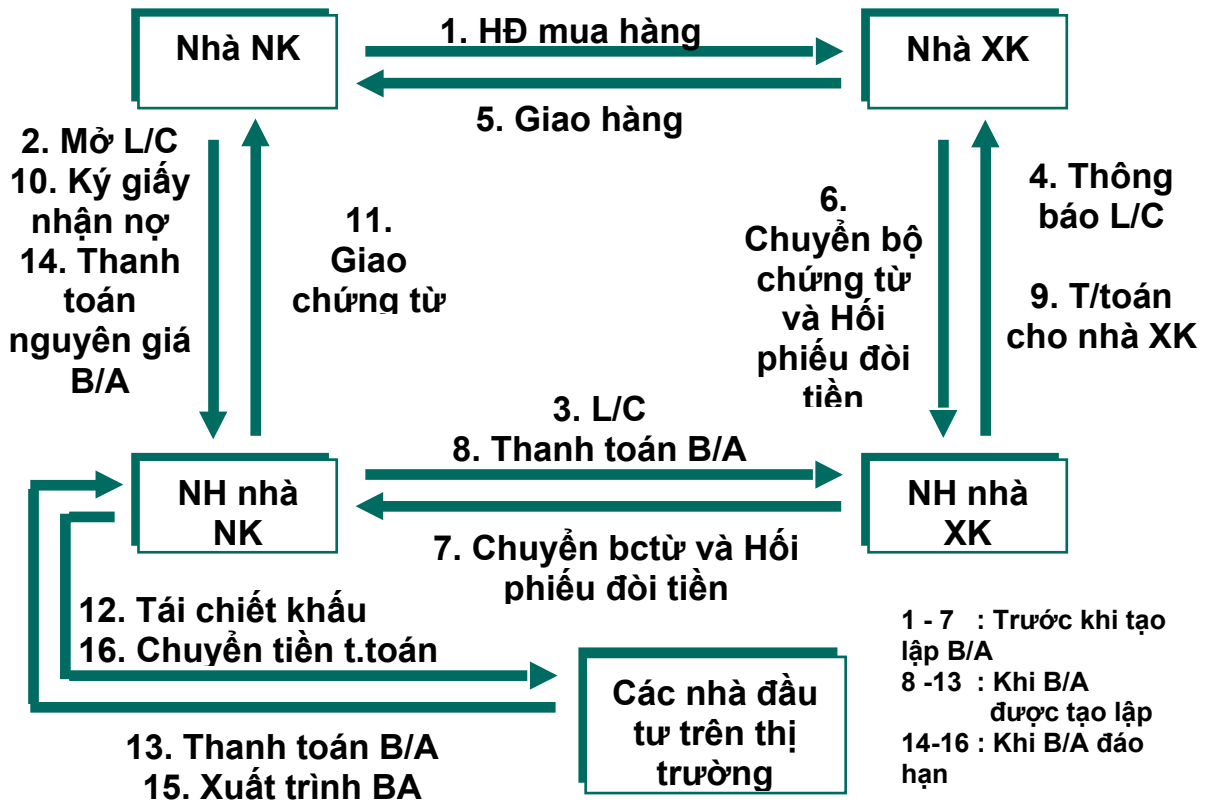 Nhà NK
1. HĐ mua hàng
Nhà XK
5. Giao hàng
2. Mở L/C
10. Ký giấy
nhận nợ
14. Thanh
toán
nguyên giá
B/A
11.
Giao
chứng từ
6.
Chuyển bộ
chứng từ
và Hối
phiếu đòi
tiền
4. Thông
báo L/C
9. T/toán
cho nhà XK
3. L/C
8. Thanh toán B/A
NH nhà
NK
NH nhà
XK
7. Chuyển bctừ và Hối
phiếu đòi tiền
12. Tái chiết khấu
16. Chuyển tiền t.toán
Các nhà đầu
tư trên thị
trường
13. Thanh toán B/A
15. Xuất trình BA
1 - 7 : Trước khi tạo
lập B/A
8 -13 : Khi B/A
được tạo lập
14-16 : Khi B/A đáo
hạn